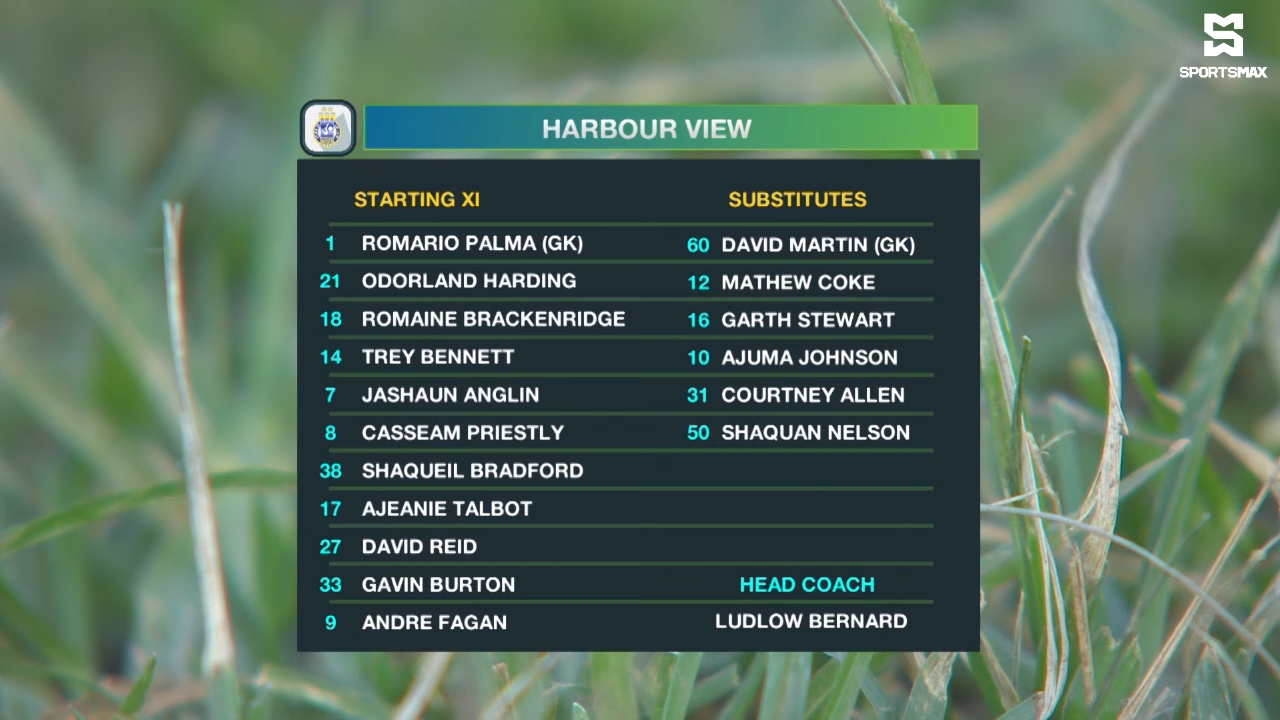 SPORTSMAX
HARBOUR VIEW
STARTING XI
1 ROMARIO PALMA (GK)
21 ODORLAND HARDING
18 ROMAINE BRACKENRIDGE
14 TREY BENNETT
7 JASHAUN ANGLIN
8 CASSEAM PRIESTLY
38 SHAQUEIL BRADFORD
17 AJEANIE TALBOT
27 DAVID REID
33 GAVIN BURTON
9 ANDRE FAGAN
SUBSTITUTES
60 DAVID MARTIN (GK)
12 MATHEW COKE
16 GARTH STEWART
10 AJUMA JOHNSON
31 COURTNEY ALLEN
50 SHAQUAN NELSON
HEAD COACH
LUDLOW BERNARD